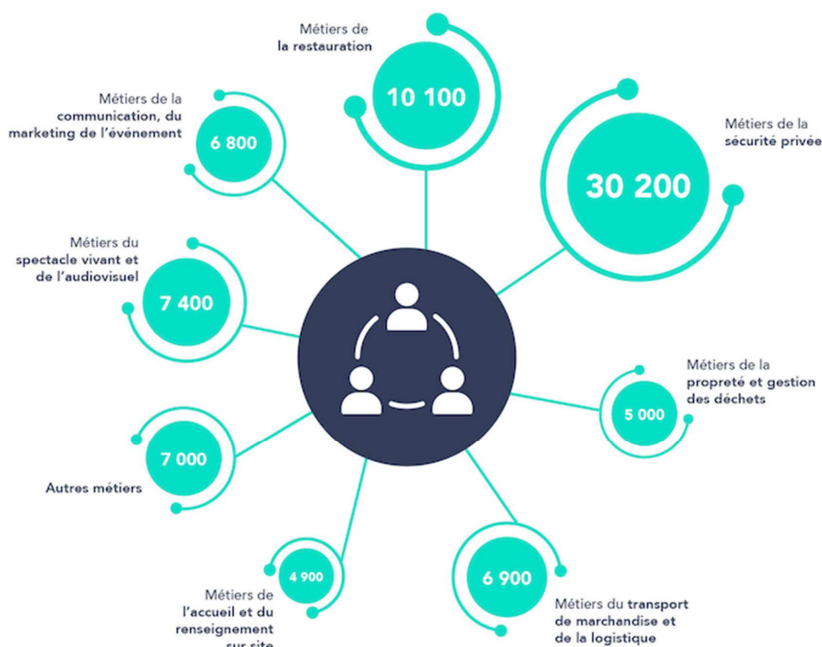 Métiers de
la restauration
10 100
Métiers de la
communication, du
marketing de l'événement
6 800
Métiers de la
sécurité privée
30 200
Métiers du
spectacle vivant et
de l'audiovisuel
7 400
Métiers de la
propreté et gestion
des déchets
5 000
7 000
Autres métiers
4 900
Métiers de
l'accueil et du
renseignement
sur site
6 900
Métiers du transport
de marchandise et
de la logistique